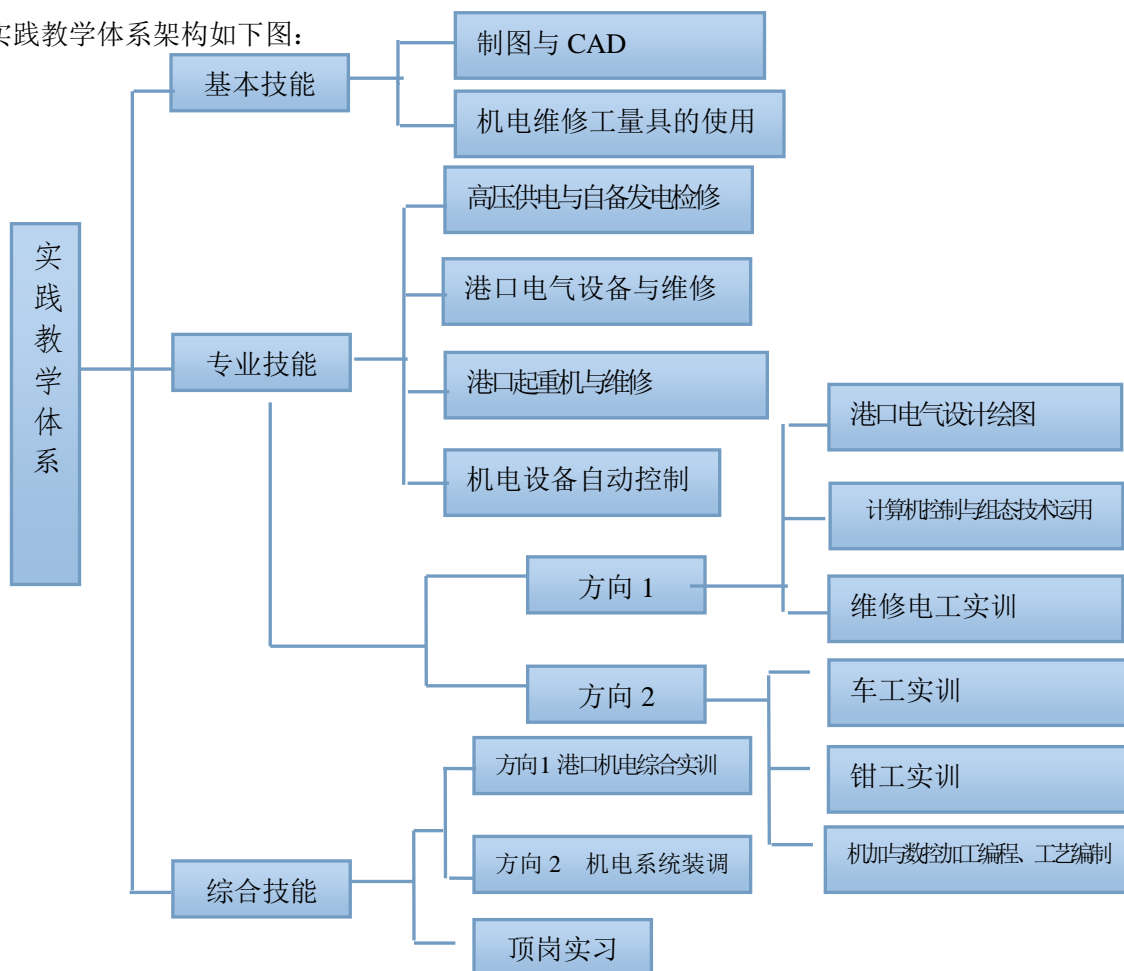 实践教学体系架构如下图：
制图与 CAD
基本技能
机电维修工量具的使用
高压供电与自备发电检修
实践教学体系
港口电气设备与维修
专业技能
港口起重机与维修
机电设备自动控制
港口电气设计绘图
计算机控制与组态技术运用
方向 1
维修电工实训
方向 2
车工实训
钳工实训
机加与数控加工编程、工艺编制
方向 1 港口机电综合实训
方向 2 机电系统装调
综合技能
顶岗实习